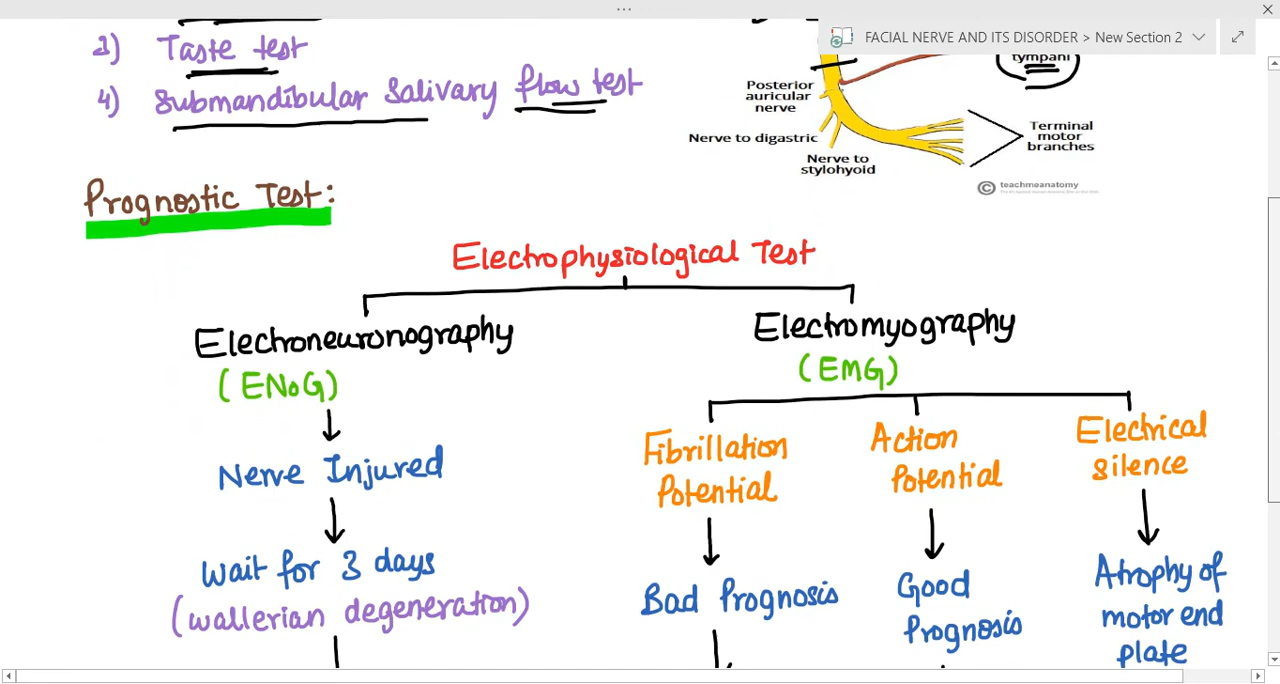 FACIAL NERVE AND ITS DISORDER > New Section 2
3) Taste test
4) Submandibular Salivary flow test
tympani
Posterior
auricular
nerve
Nerve to digastric
Nerve to
stylohyoid
Terminal
motor
branches
© teachmeanatomy
Prognostic Test:
Electrophysiological Test
Electroneuronography
(ENoG)
Nerve Injured
Wait for 3 days
(wallerian degeneration)
Electromyography
(EMG)
Fibrillation
Potential
Bad Prognosis
Action
Potential
Good
Prognosis
Electrical
silence
Atrophy of
motor end
plate